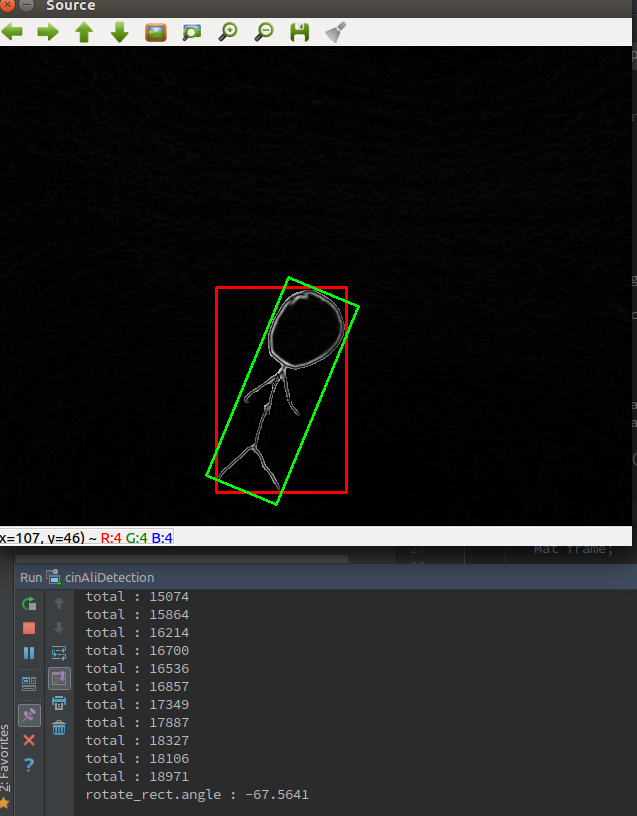 Source
x=107, y=46) ~ R:4 G:4 B:4
27
Mat frame;
Run cinAliDetection
total : 15074
total : 15864
total : 16214
total : 16700
total : 16536
total : 16857
total : 17349
total : 17887
total : 18327
total : 18106
total : 18971
rotate_rect.angle : -67.5641
2: Favorites